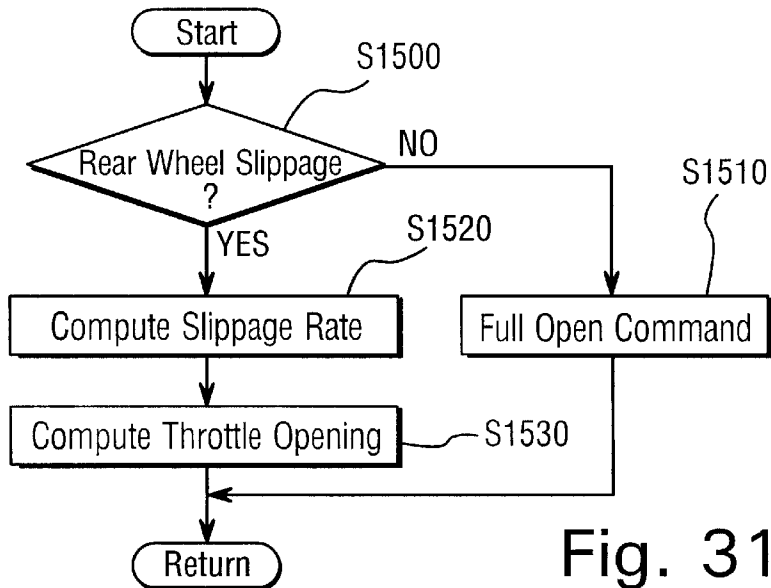 Start
S1500
Rear Wheel Slippage
?
NO
S1510
YES
S1520
Compute Slippage Rate
Full Open Command
Compute Throttle Opening
S1530
Return
Fig. 31